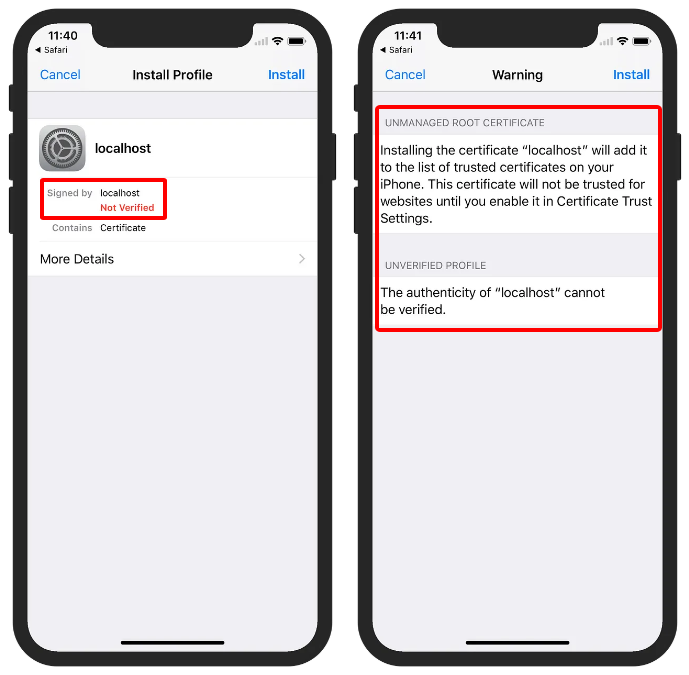 11:40
◀ Safari
Cancel Install Profile Install
localhost
Signed by localhost
Not Verified
Contains Certificate
More Details
11:41
◀ Safari
Cancel Warning Install
UNMANAGED ROOT CERTIFICATE
Installing the certificate “localhost” will add it
to the list of trusted certificates on your
iPhone. This certificate will not be trusted for
websites until you enable it in Certificate Trust
Settings.
UNVERIFIED PROFILE
The authenticity of “localhost” cannot
be verified.